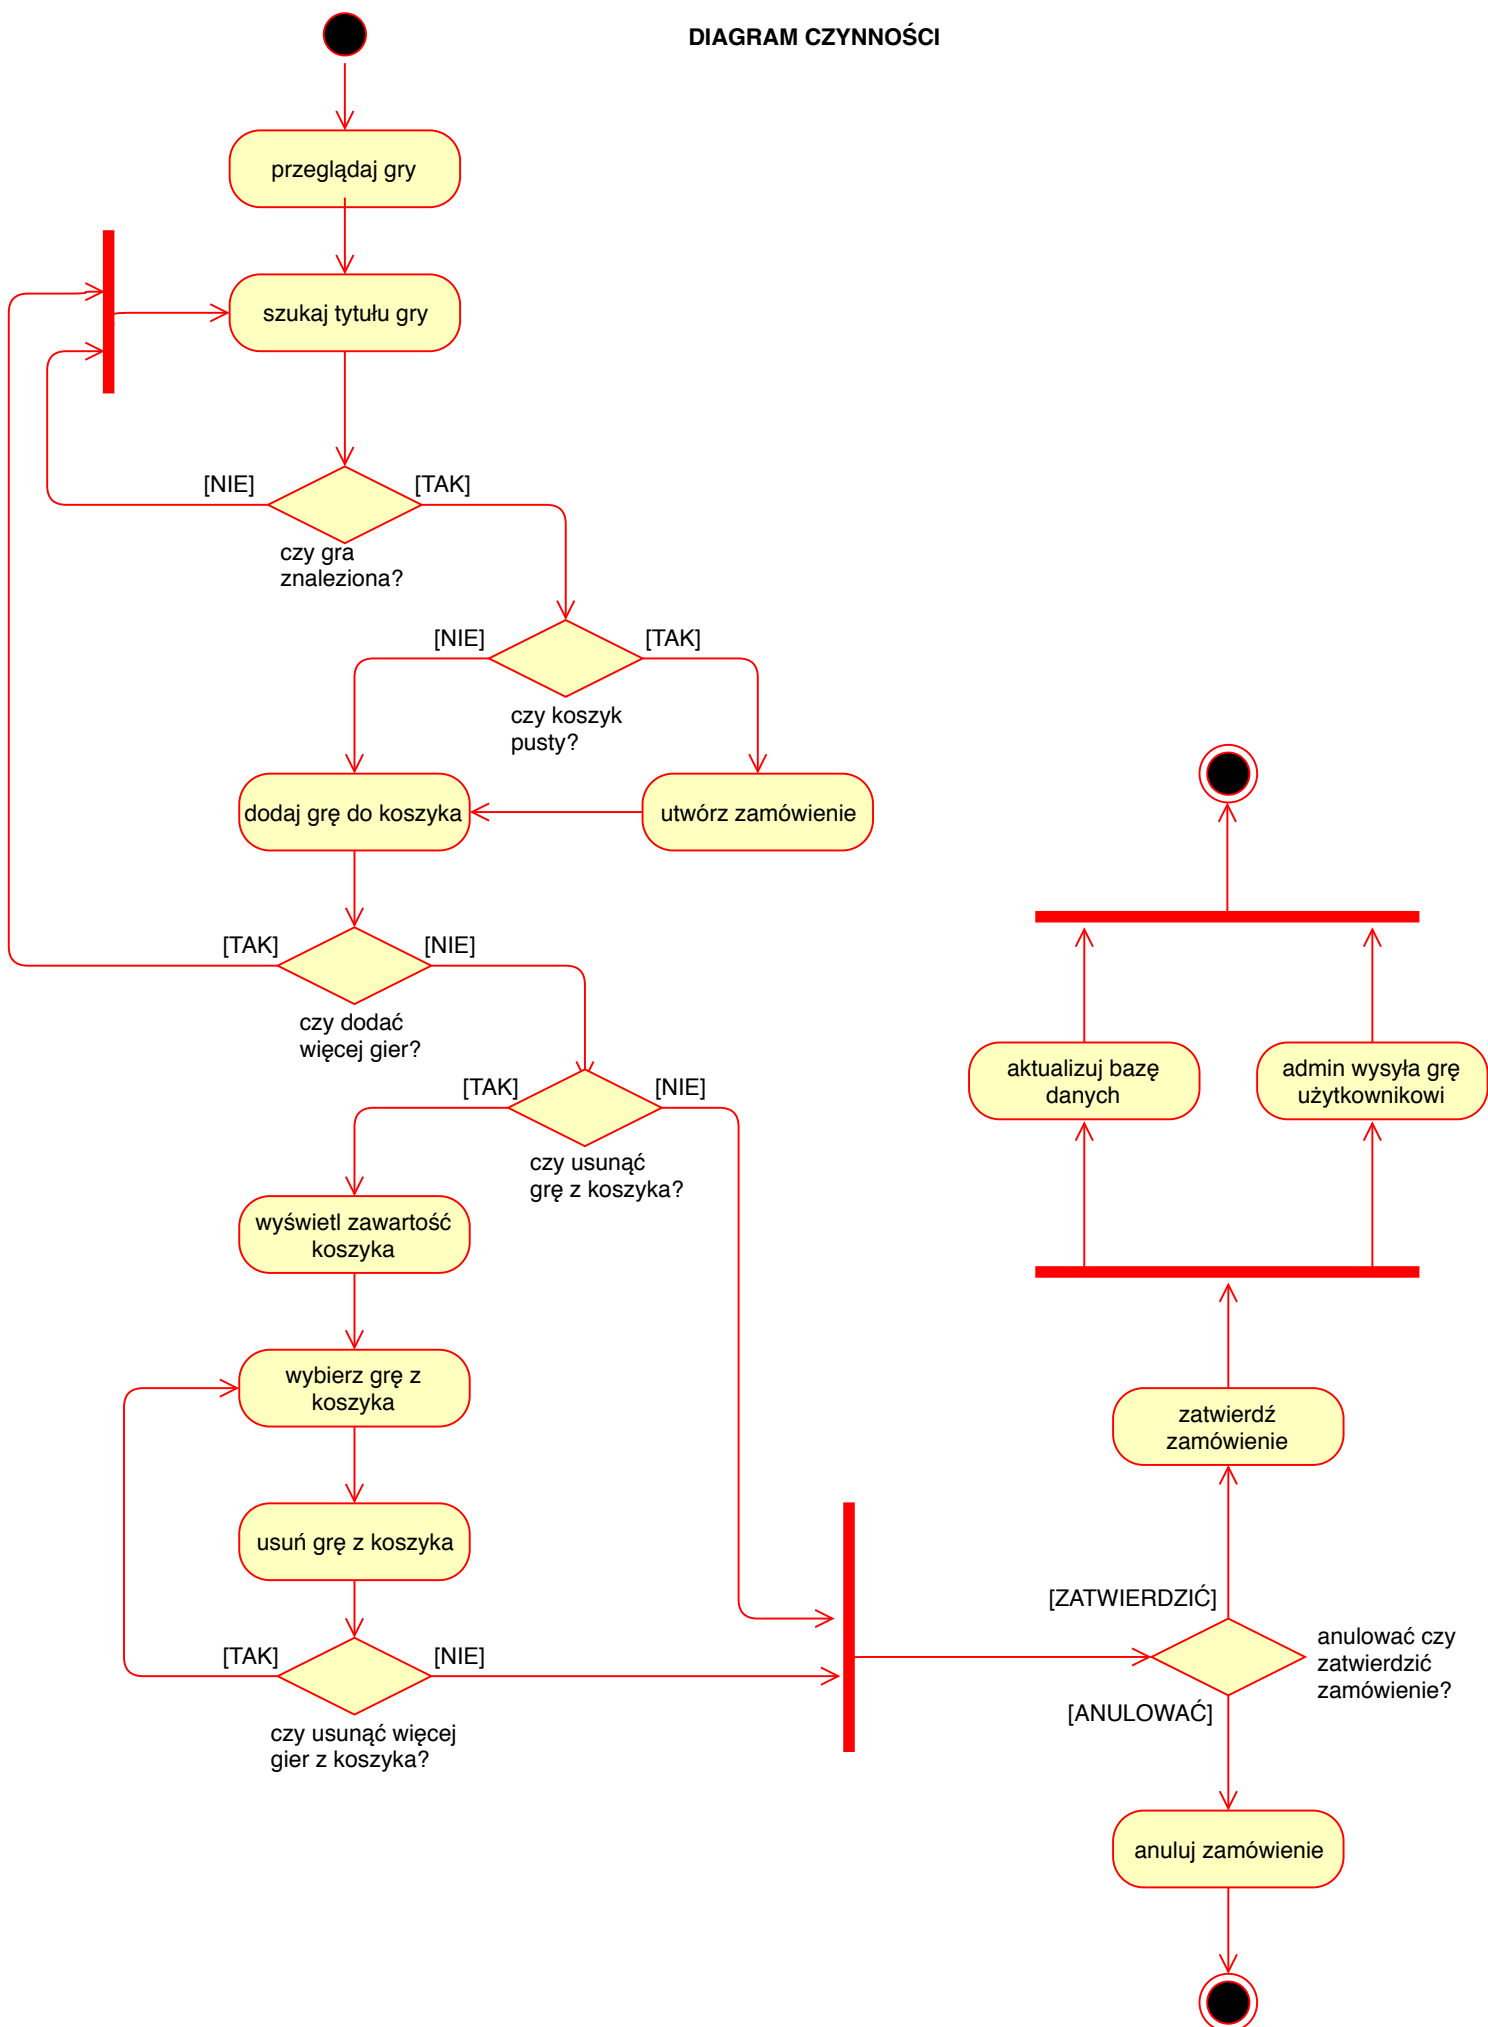 DIAGRAM CZYNNOŚCI
przeglądaj gry
szukaj tytułu gry
[NIE]
[TAK]
czy gra
znaleziona?
[NIE]
[TAK]
czy koszyk
pusty?
dodaj grę do koszyka
utwórz zamówienie
[TAK]
[NIE]
czy dodać
więcej gier?
[TAK]
[NIE]
czy usunąć
grę z koszyka?
wyświetl zawartość
koszyka
wybierz grę z
koszyka
usuń grę z koszyka
[TAK]
[NIE]
czy usunąć więcej
gier z koszyka?
aktualizuj bazę
danych
admin wysyła grę
użytkownikowi
zatwierdź
zamówienie
[ZATWIERDZIĆ]
anulować czy
zatwierdzić
zamówienie?
[ANULOWAĆ]
anuluj zamówienie